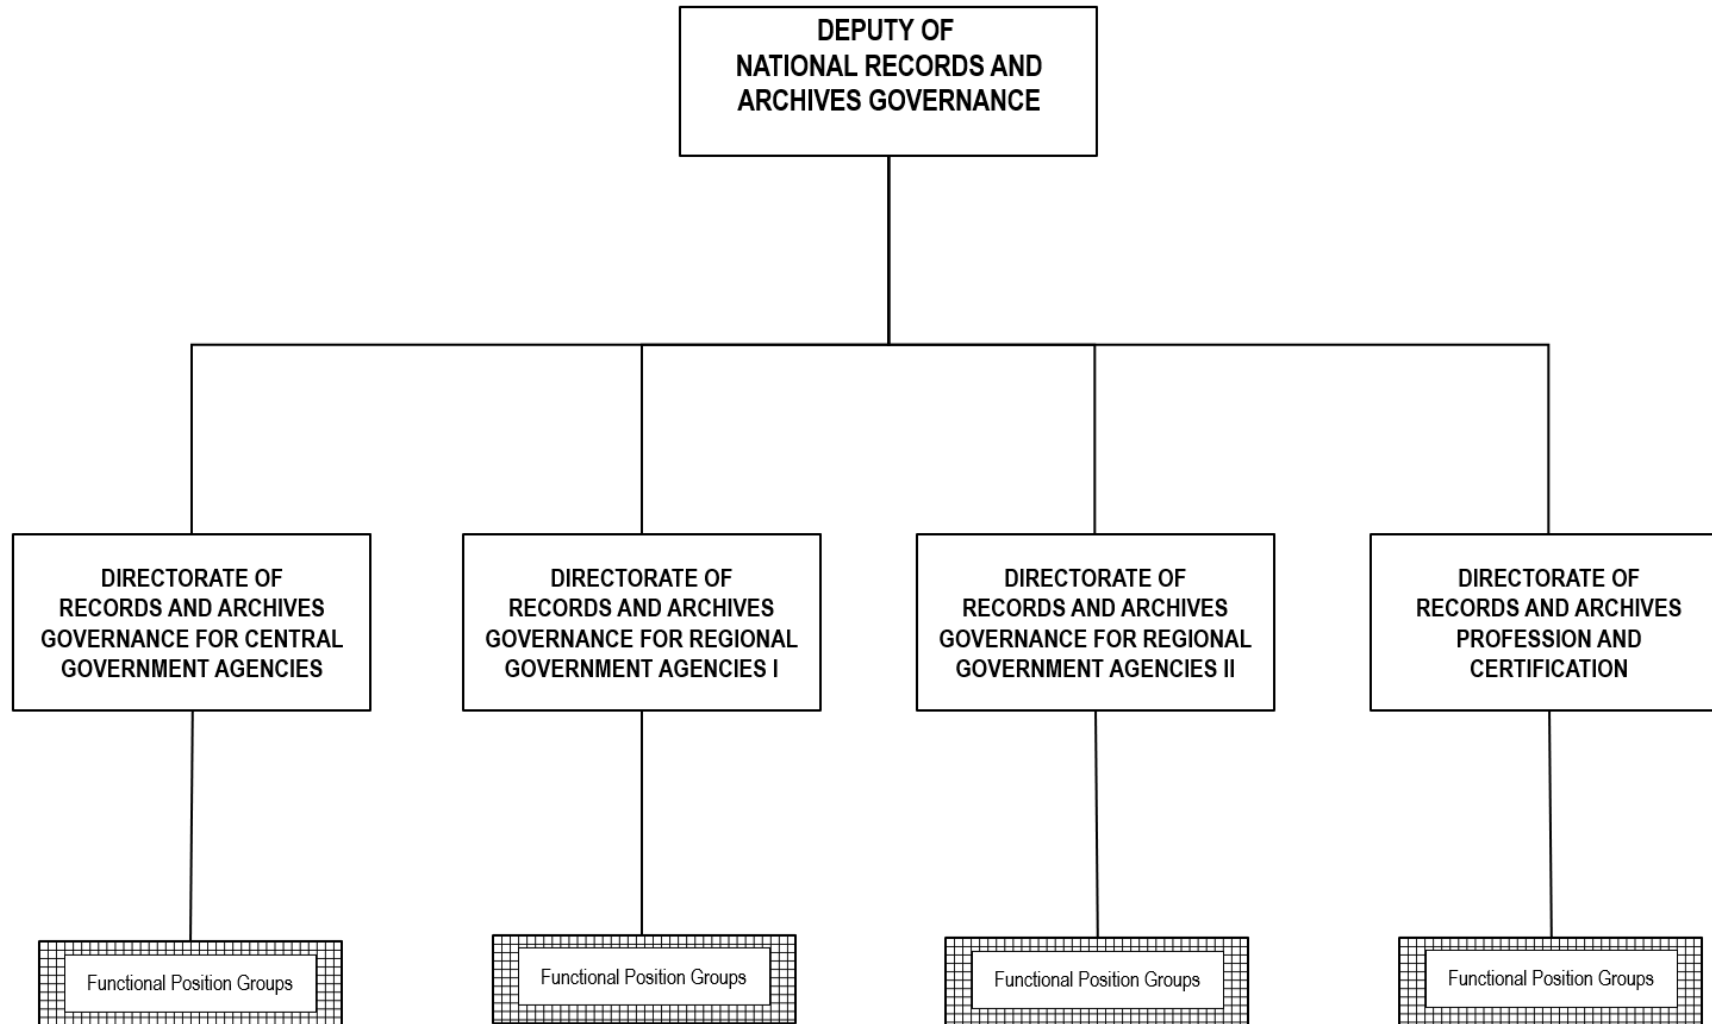 DEPUTY OF
NATIONAL RECORDS AND
ARCHIVES GOVERNANCE
DIRECTORATE OF
RECORDS AND ARCHIVES
GOVERNANCE FOR CENTRAL
GOVERNMENT AGENCIES
DIRECTORATE OF
RECORDS AND ARCHIVES
GOVERNANCE FOR REGIONAL
GOVERNMENT AGENCIES I
DIRECTORATE OF
RECORDS AND ARCHIVES
GOVERNANCE FOR REGIONAL
GOVERNMENT AGENCIES II
DIRECTORATE OF
RECORDS AND ARCHIVES
PROFESSION AND
CERTIFICATION
Functional Position Groups
Functional Position Groups
Functional Position Groups
Functional Position Groups